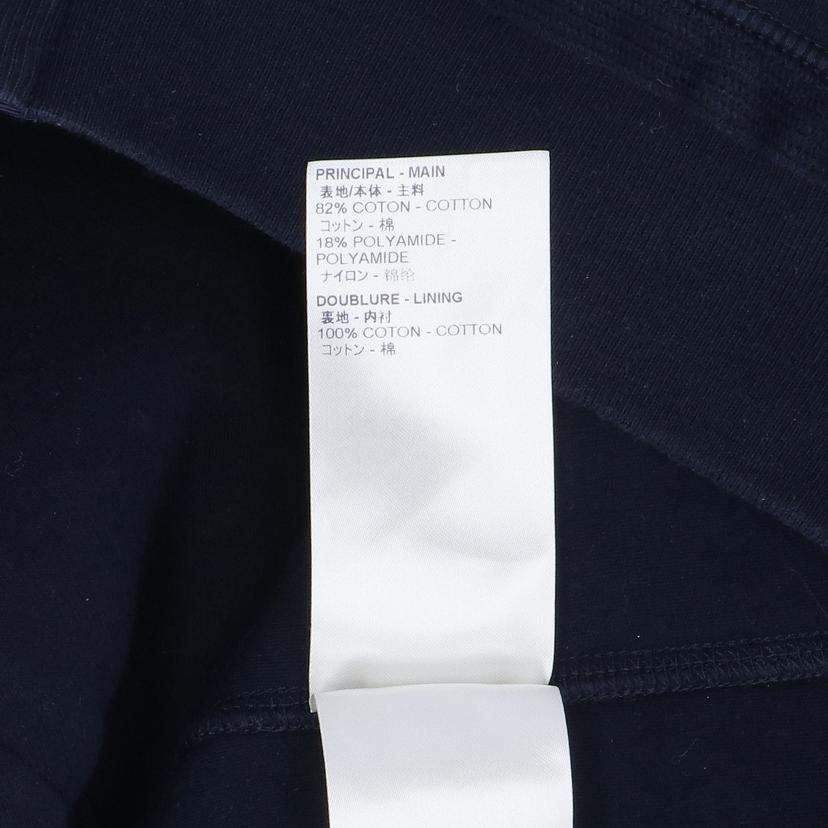 PRINCIPAL - MAIN
表地/本体 - 主料
82% COTON - COTTON
コットン - 棉
18% POLYAMIDE -
POLYAMIDE
ナイロン - 锦纶
DOUBLURE - LINING
裏地 - 内衬
100% COTON - COTTON
コットン - 棉